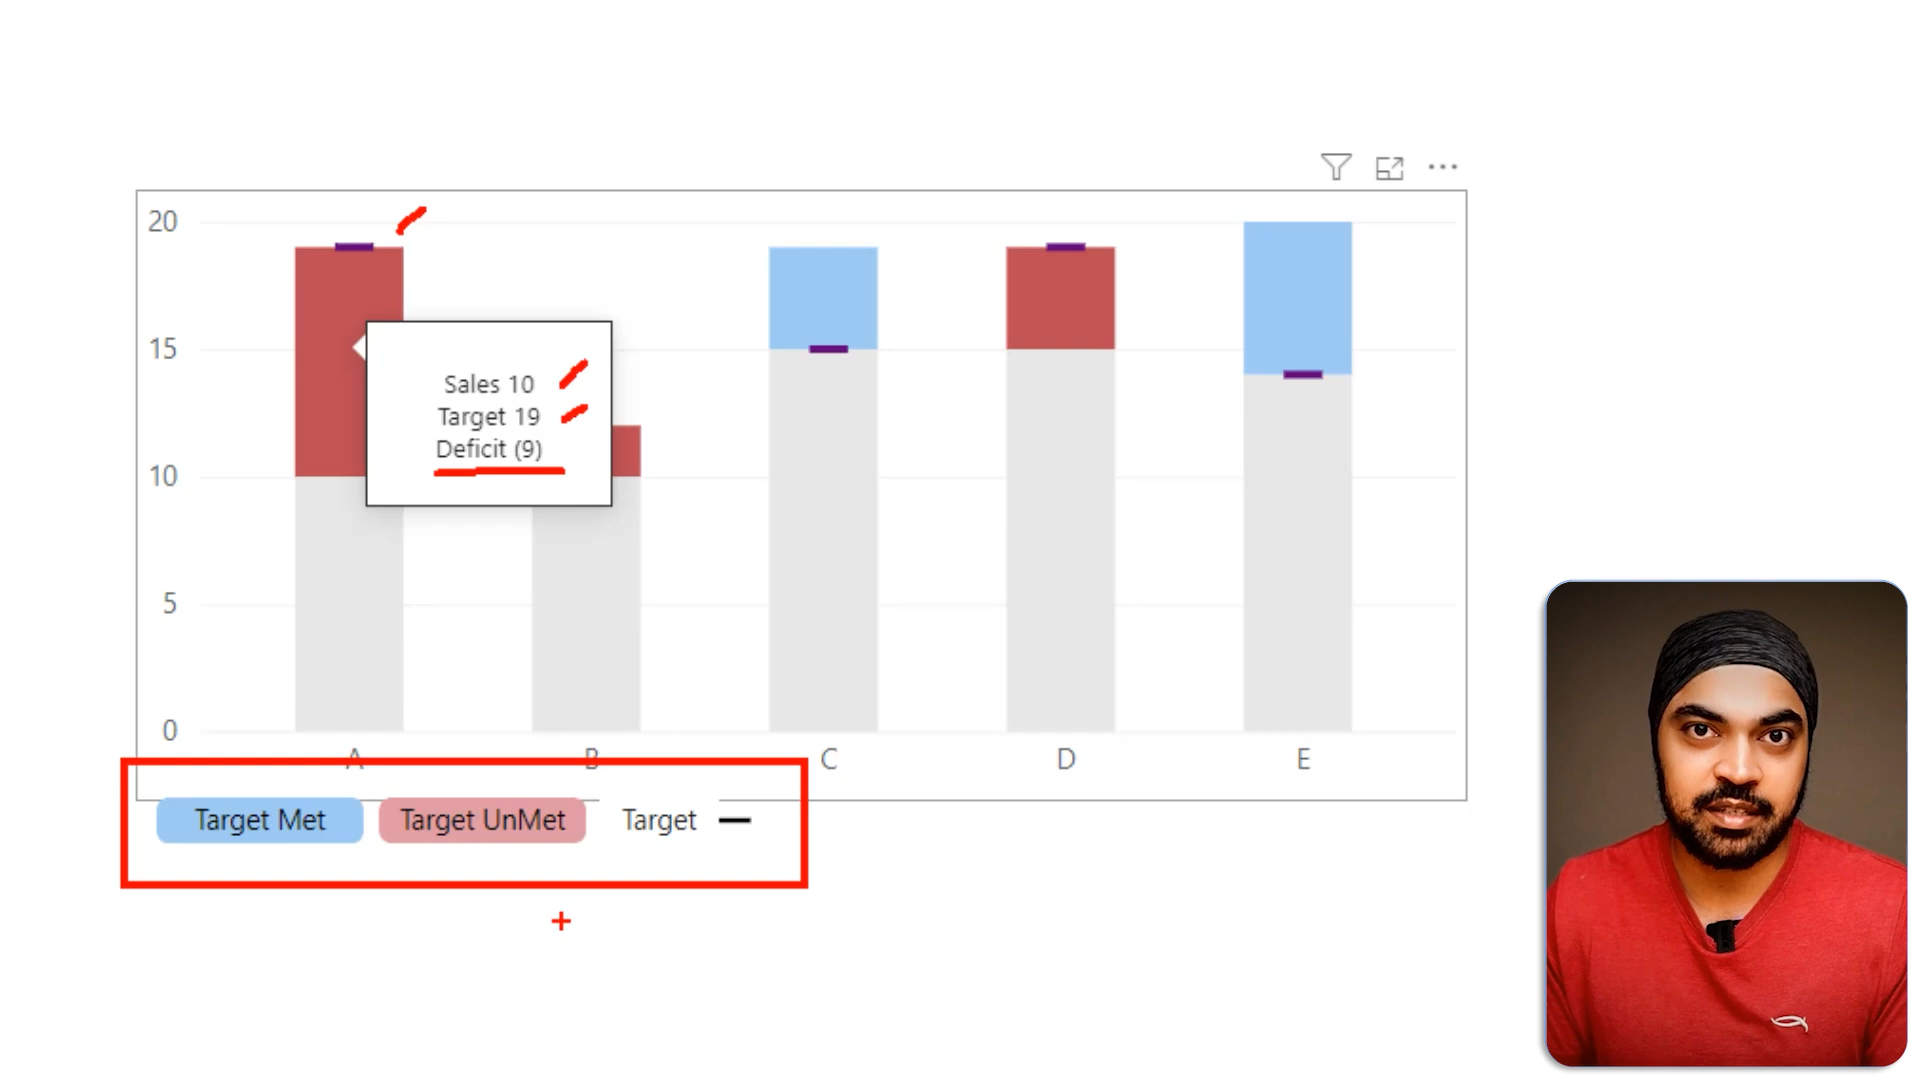 20
15
10
5
0
Sales 10
Target 19
Deficit (9)
A
B
C
D
E
Target Met
Target UnMet
Target